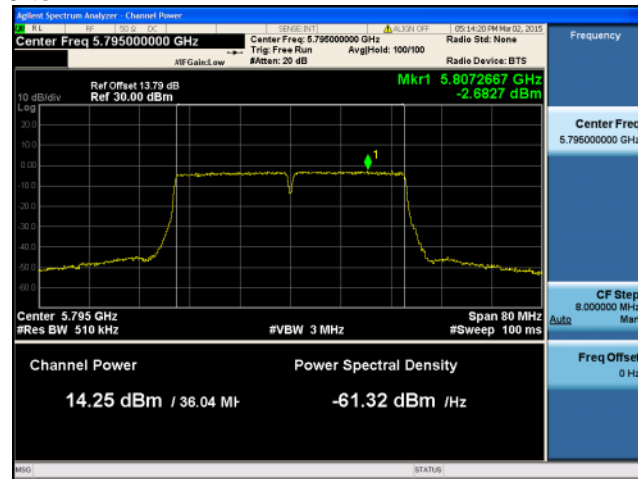 Agilent Spectrum Analyzer - Channel Power
RL RF 50 Ω DC SENSE:INT ALIGN OFF 05:14:20 PM Mar 02, 2015
Center Freq 5.795000000 GHz Center Freq: 5.795000000 GHz Radio Std: None
Trig: Free Run Avg|Hold: 100/100
#IFGain:Low #Atten: 20 dB Radio Device: BTS
Ref Offset 13.79 dB Mkr1 5.8072667 GHz
10 dB/div Ref 30.00 dBm -2.6827 dBm
Log
20.0
10.0
0.00
-10.0
-20.0
-30.0
-40.0
-50.0
-60.0
1
Center 5.795 GHz Span 80 MHz
#Res BW 510 kHz #VBW 3 MHz #Sweep 100 ms
Channel Power Power Spectral Density
14.25 dBm / 36.04 MH -61.32 dBm /Hz
MSG STATUS
Frequency
Center Freq
5.795000000 GHz
CF Step
8.000000 MHz
Auto Man
Freq Offset
0 Hz